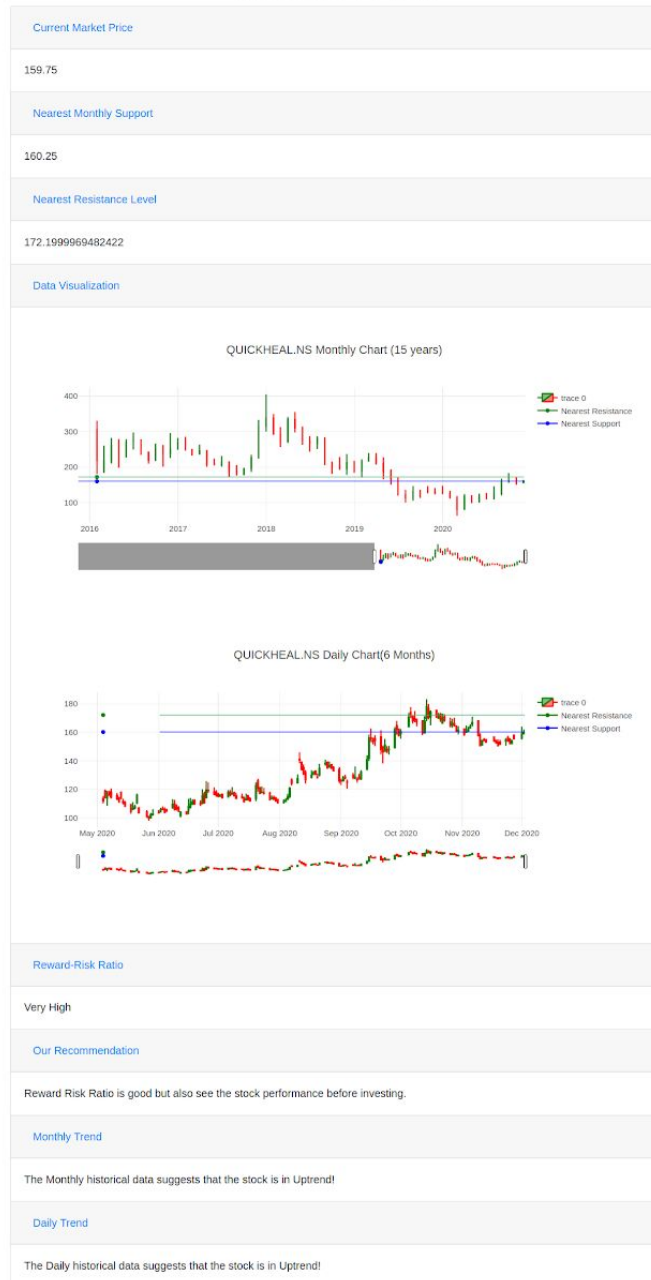 Current Market Price
159.75
Nearest Monthly Support
160.25
Nearest Resistance Level
172.1999969482422
Data Visualization
QUICKHEAL.NS Monthly Chart (15 years)
400
300
200
100
2016 2017 2018 2019 2020
trace 0
Nearest Resistance
Nearest Support
QUICKHEAL.NS Daily Chart(6 Months)
180
160
140
120
100
May 2020 Jun 2020 Jul 2020 Aug 2020 Sep 2020 Oct 2020 Nov 2020 Dec 2020
trace 0
Nearest Resistance
Nearest Support
Reward-Risk Ratio
Very High
Our Recommendation
Reward Risk Ratio is good but also see the stock performance before investing.
Monthly Trend
The Monthly historical data suggests that the stock is in Uptrend!
Daily Trend
The Daily historical data suggests that the stock is in Uptrend!